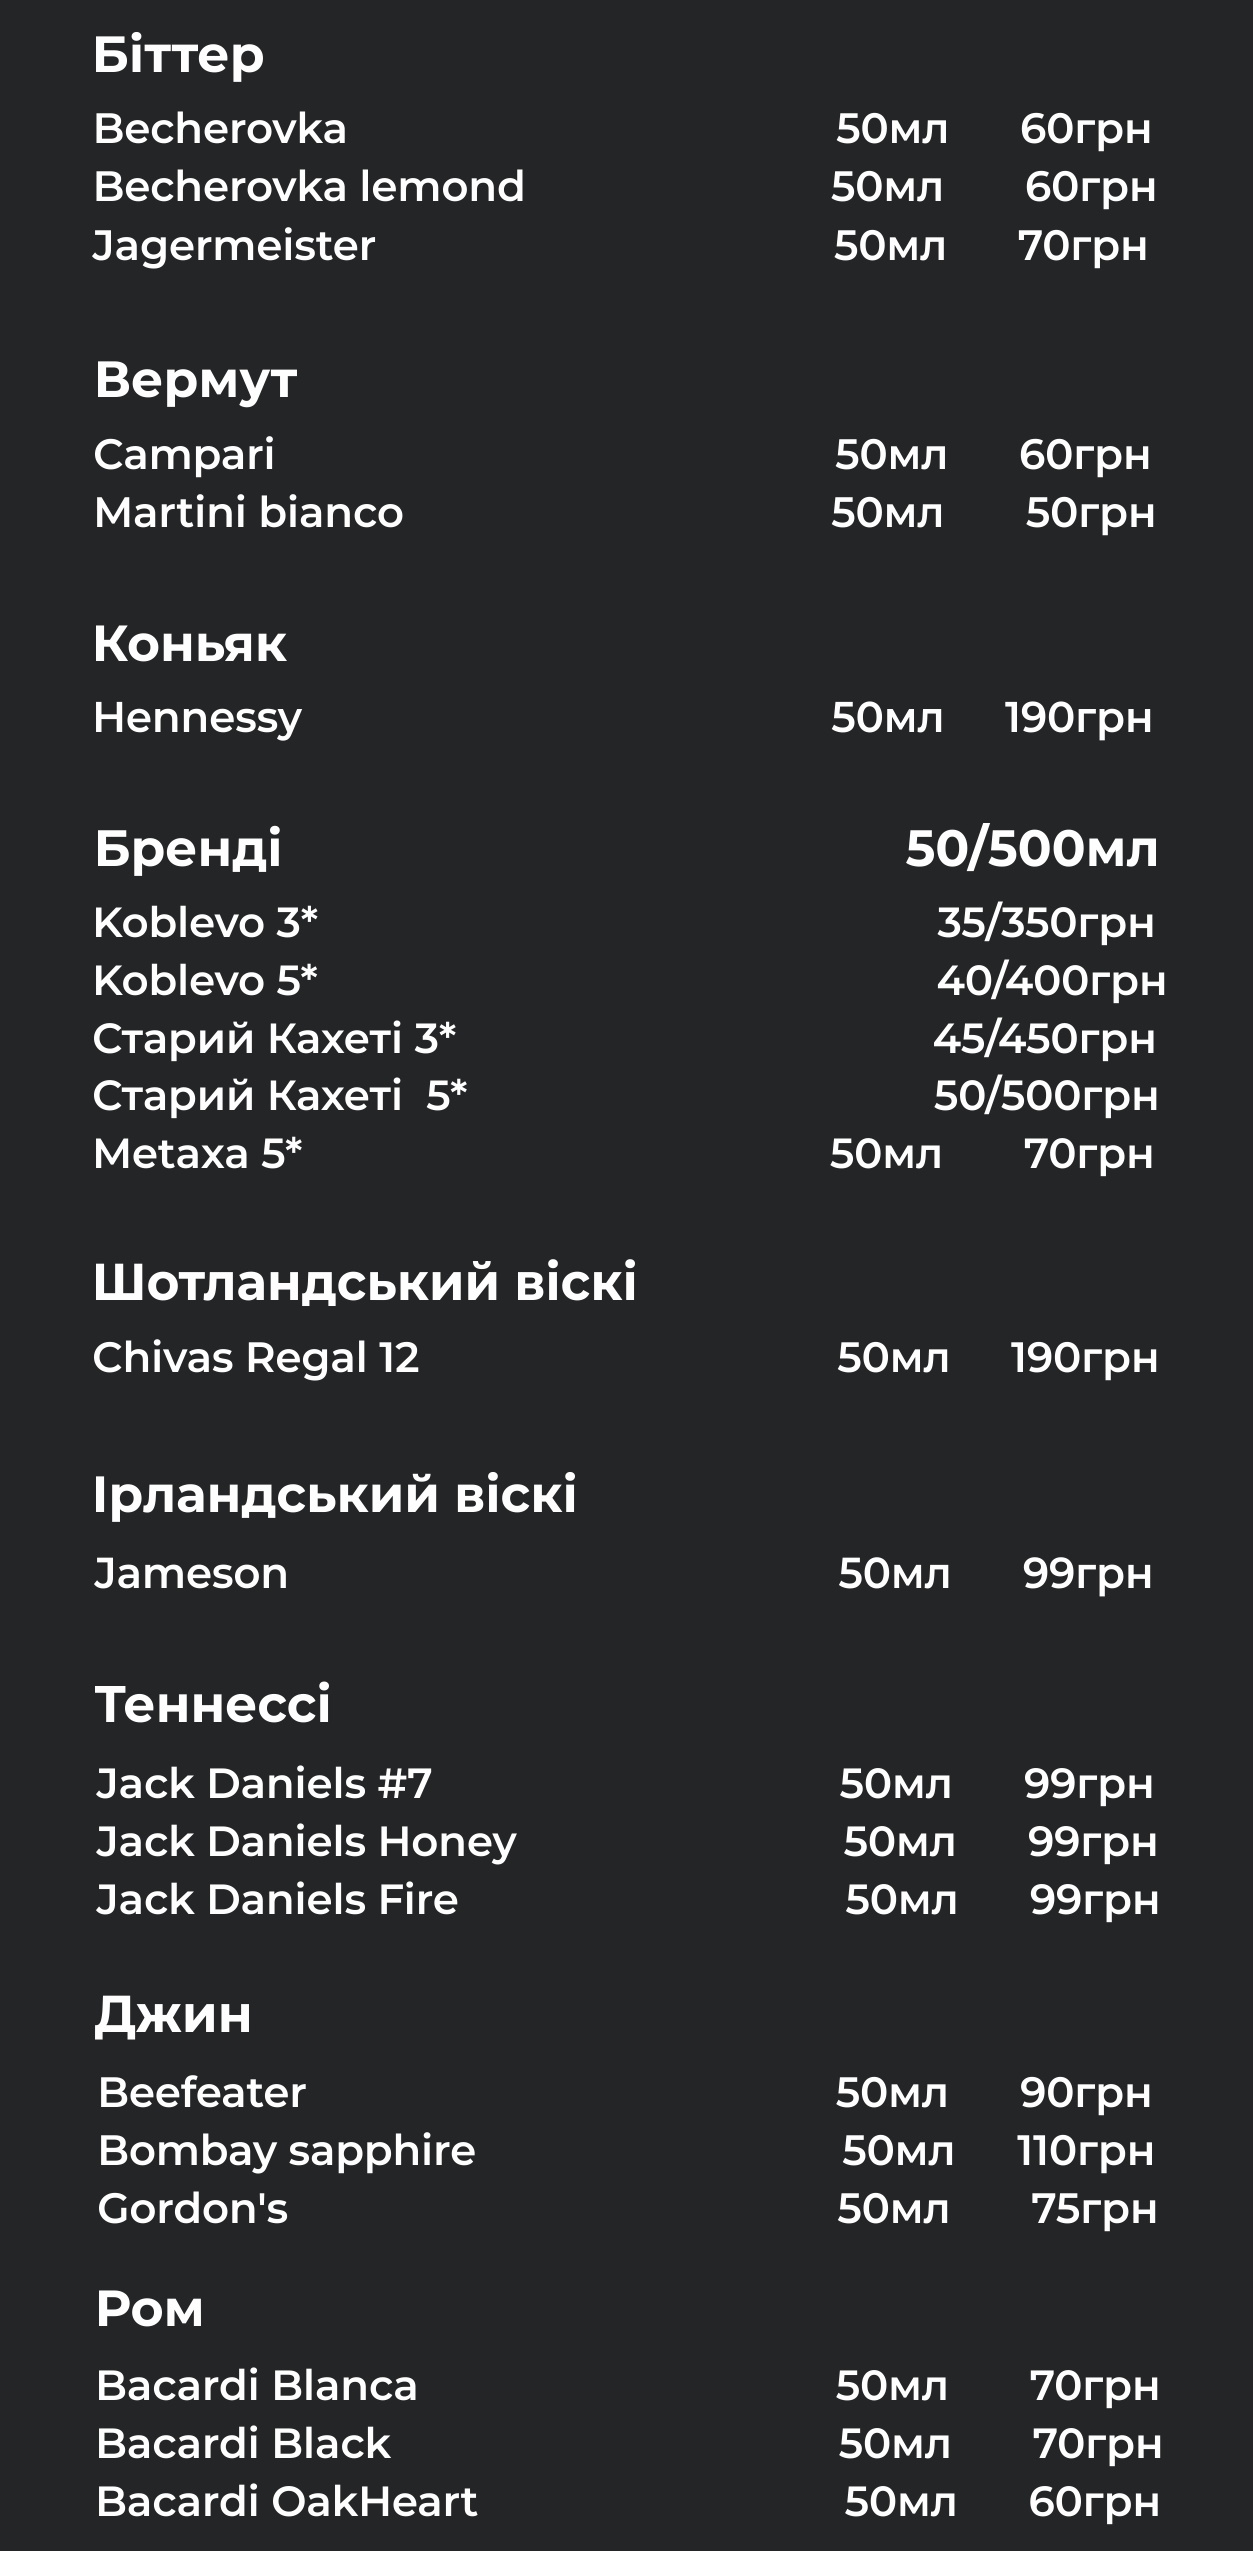 Біттер
Becherovka 50мл 60грн
Becherovka lemond 50мл 60грн
Jagermeister 50мл 70грн
Вермут
Campari 50мл 60грн
Martini bianco 50мл 50грн
Коньяк
Hennessy 50мл 190грн
Бренді 50/500мл
Koblevo 3* 35/350грн
Koblevo 5* 40/400грн
Старий Кахеті 3* 45/450грн
Старий Кахеті 5* 50/500грн
Metaxa 5* 50мл 70грн
Шотландський віскі
Chivas Regal 12 50мл 190грн
Ірландський віскі
Jameson 50мл 99грн
Теннессі
Jack Daniels #7 50мл 99грн
Jack Daniels Honey 50мл 99грн
Jack Daniels Fire 50мл 99грн
Джин
Beefeater 50мл 90грн
Bombay sapphire 50мл 110грн
Gordon's 50мл 75грн
Ром
Bacardi Blanca 50мл 70грн
Bacardi Black 50мл 70грн
Bacardi OakHeart 50мл 60грн